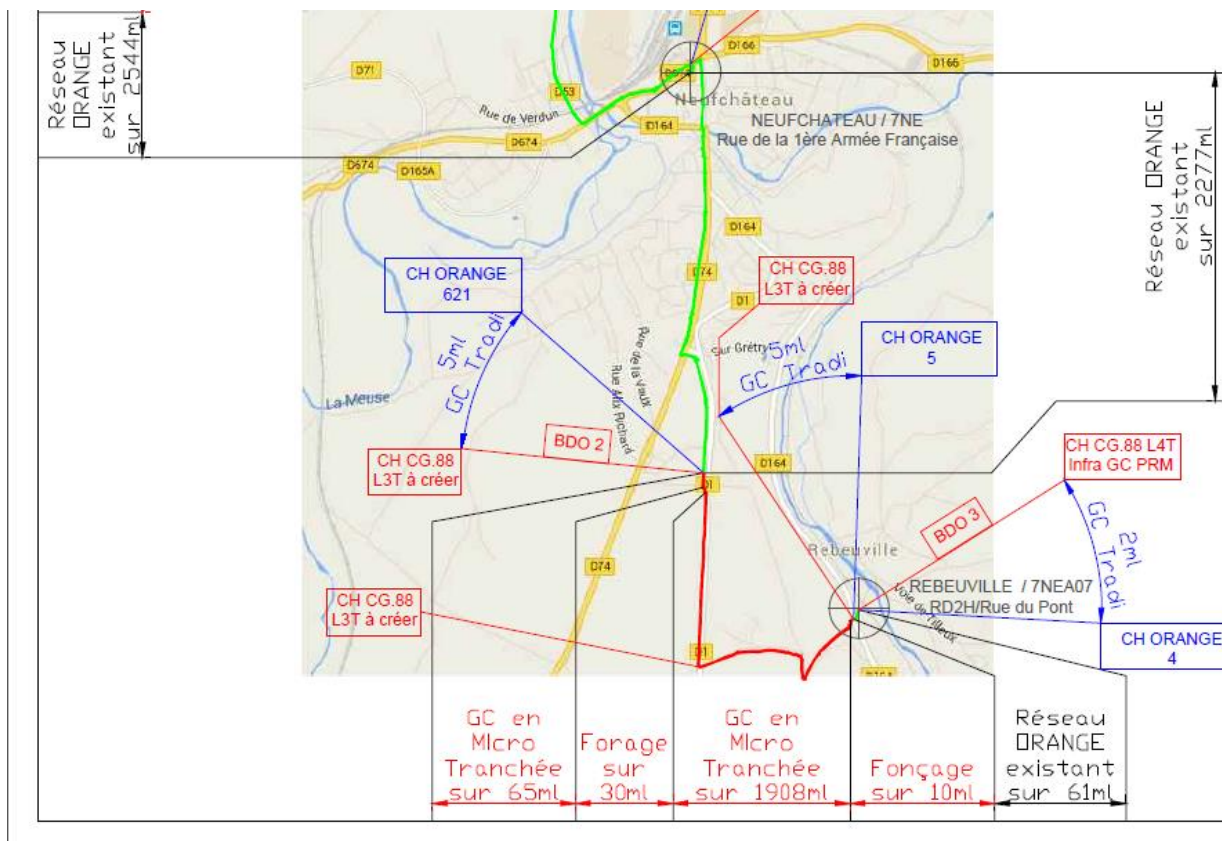 Réseau
ORANGE
existant
sur 2544ml
D166
D166
D71
D53
Rue de Verdun
Neufchâteau
NEUFCHATEAU / 7NE
Rue de la 1ère Armée Française
D164
D674
D674
D165A
Réseau ORANGE
existant
sur 2277ml
D164
CH CG.88
L3T à créer
CH ORANGE
621
D74
D1
5ml
GC Tradi
Rue de la Vaux
Rue Alix Richard
Sur Grétry
5ml
GC Tradi
CH ORANGE
5
La Meuse
BDO 2
CH CG.88
L3T à créer
D164
D1
CH CG.88 L4T
Infra GC PRM
BDO 3
2ml
GC Tradi
Rebeuville
D74
REBEUVILLE / 7NEA07
RD2H/Rue du Pont
Voie de Tilleux
CH CG.88
L3T à créer
CH ORANGE
4
D1
GC en
MIcro
Tranchée
sur 65ml
Forage
sur
30ml
GC en
MIcro
Tranchée
sur 1908ml
Fonçage
sur 10ml
Réseau
ORANGE
existant
sur 61ml